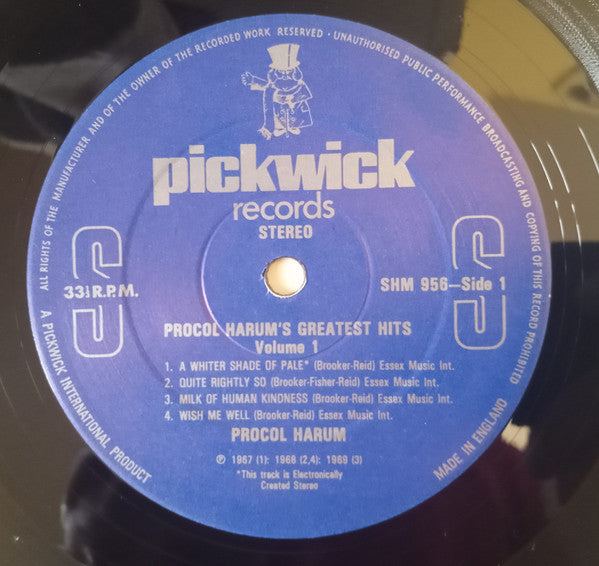 ALL RIGHTS OF THE MANUFACTURER AND OF THE OWNER OF THE RECORDED WORK RESERVED · UNAUTHORISED PUBLIC PERFORMANCE BROADCASTING AND COPYING OF THIS RECORD PROHIBITED
pickwick
records
STEREO
33⅓ R.P.M.
SHM 956—Side 1
PROCOL HARUM'S GREATEST HITS
Volume 1
1. A WHITER SHADE OF PALE* (Brooker-Reid) Essex Music Int.
2. QUITE RIGHTLY SO (Brooker-Fisher-Reid) Essex Music Int.
3. MILK OF HUMAN KINDNESS (Brooker-Reid) Essex Music Int.
4. WISH ME WELL (Brooker-Reid) Essex Music Int.
PROCOL HARUM
℗ 1967 (1): 1968 (2,4): 1969 (3)
*This track is Electronically
Created Stereo
A PICKWICK INTERNATIONAL PRODUCT
MADE IN ENGLAND